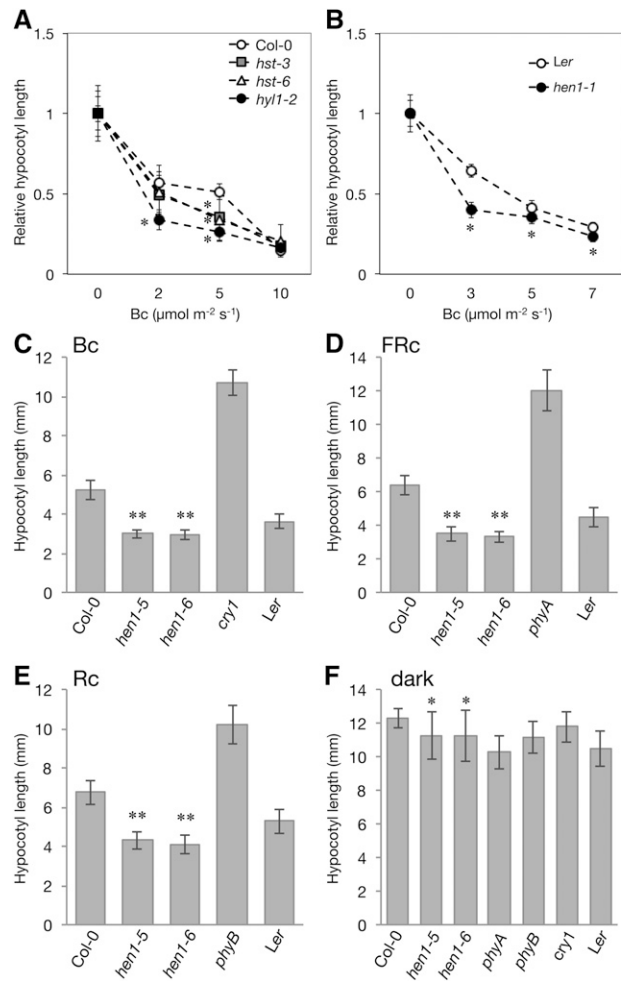 A
1.5
1
0.5
0
Relative hypocotyl length
Col-0
hst-3
hst-6
hyl1-2
*
*
*
*
0 2 5 10
Bc (µmol m⁻² s⁻¹)
B
1.5
1
0.5
0
Relative hypocotyl length
Ler
hen1-1
* * *
0 3 5 7
Bc (µmol m⁻² s⁻¹)
C Bc
12
10
8
6
4
2
0
Hypocotyl length (mm)
** **
Col-0 hen1-5 hen1-6 cry1 Ler
D FRc
14
12
10
8
6
4
2
0
Hypocotyl length (mm)
** **
Col-0 hen1-5 hen1-6 phyA Ler
E Rc
12
10
8
6
4
2
0
Hypocotyl length (mm)
** **
Col-0 hen1-5 hen1-6 phyB Ler
F dark
14
12
10
8
6
4
2
0
Hypocotyl length (mm)
* *
Col-0 hen1-5 hen1-6 phyA phyB cry1 Ler